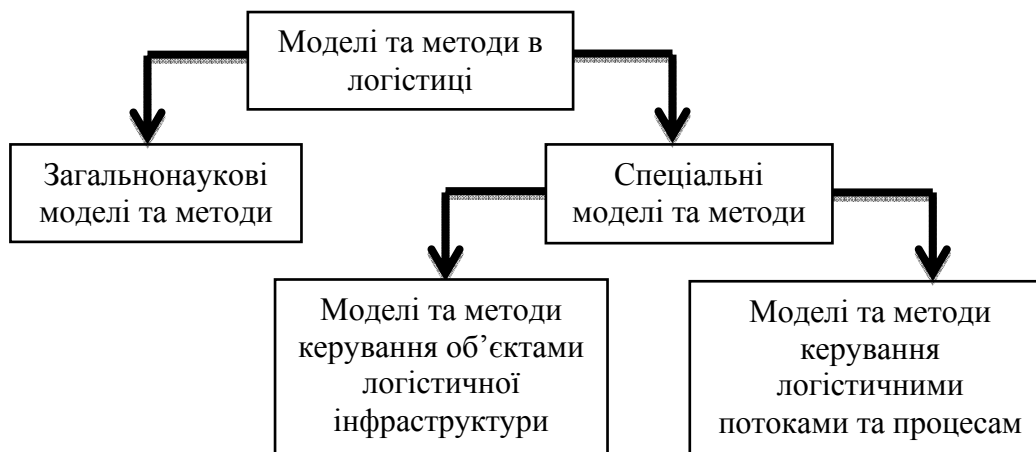 Моделі та методи в
логістиці
Загальнонаукові
моделі та методи
Спеціальні
моделі та методи
Моделі та методи
керування об’єктами
логістичної
інфраструктури
Моделі та методи
керування
логістичними
потоками та процесам